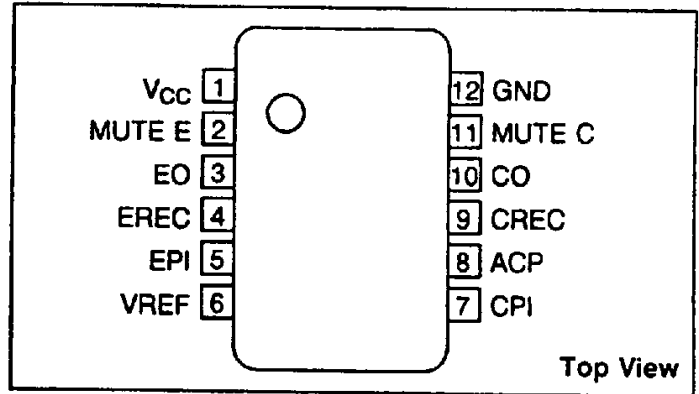 VCC 1
MUTE E 2
EO 3
EREC 4
EPI 5
VREF 6
12 GND
11 MUTE C
10 CO
9 CREC
8 ACP
7 CPI
Top View